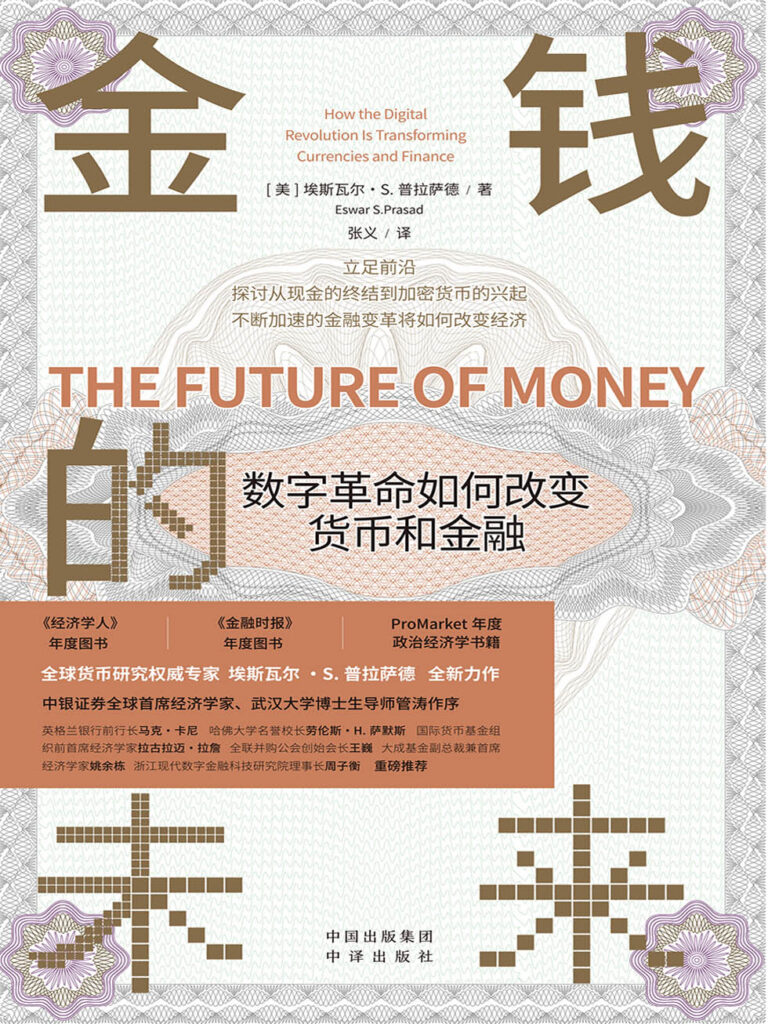 金钱
How the Digital
Revolution Is Transforming
Currencies and Finance
[ 美 ] 埃斯瓦尔・S. 普拉萨德 / 著
Eswar S.Prasad
张义 / 译
立足前沿
探讨从现金的终结到加密货币的兴起
不断加速的金融变革将如何改变经济
THE FUTURE OF MONEY
的
数字革命如何改变
货币和金融
《经济学人》
年度图书
《金融时报》
年度图书
ProMarket 年度
政治经济学书籍
全球货币研究权威专家 埃斯瓦尔・S. 普拉萨德 全新力作
中银证券全球首席经济学家、武汉大学博士生导师管涛作序
英格兰银行前行长马克・卡尼 哈佛大学名誉校长劳伦斯・H. 萨默斯 国际货币基金组
织前首席经济学家拉古拉迈・拉詹 全联并购公会创始会长王巍 大成基金副总裁兼首席
经济学家姚余栋 浙江现代数字金融科技研究院理事长周子衡 重磅推荐
未来
中国出版集团
中译出版社